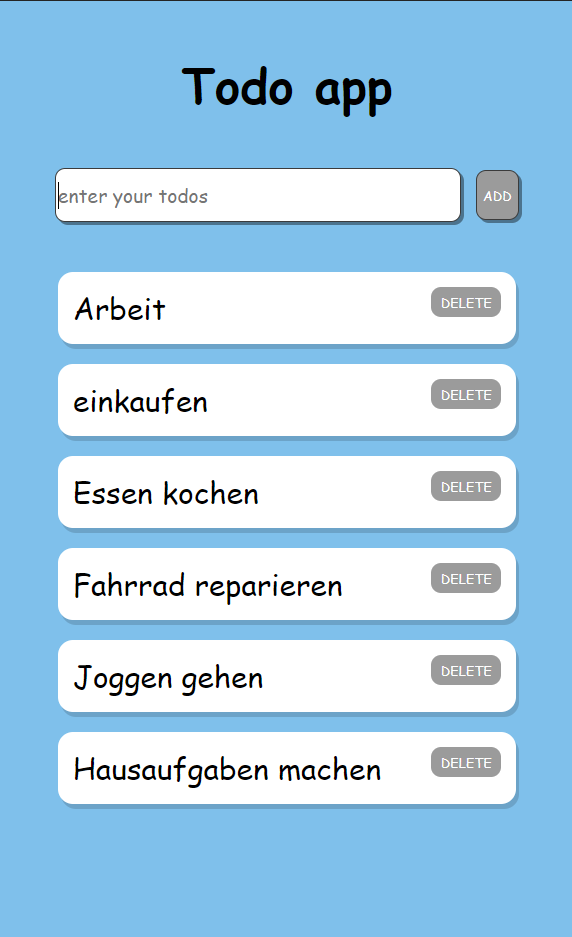 Todo app
enter your todos ADD
Arbeit DELETE
einkaufen DELETE
Essen kochen DELETE
Fahrrad reparieren DELETE
Joggen gehen DELETE
Hausaufgaben machen DELETE